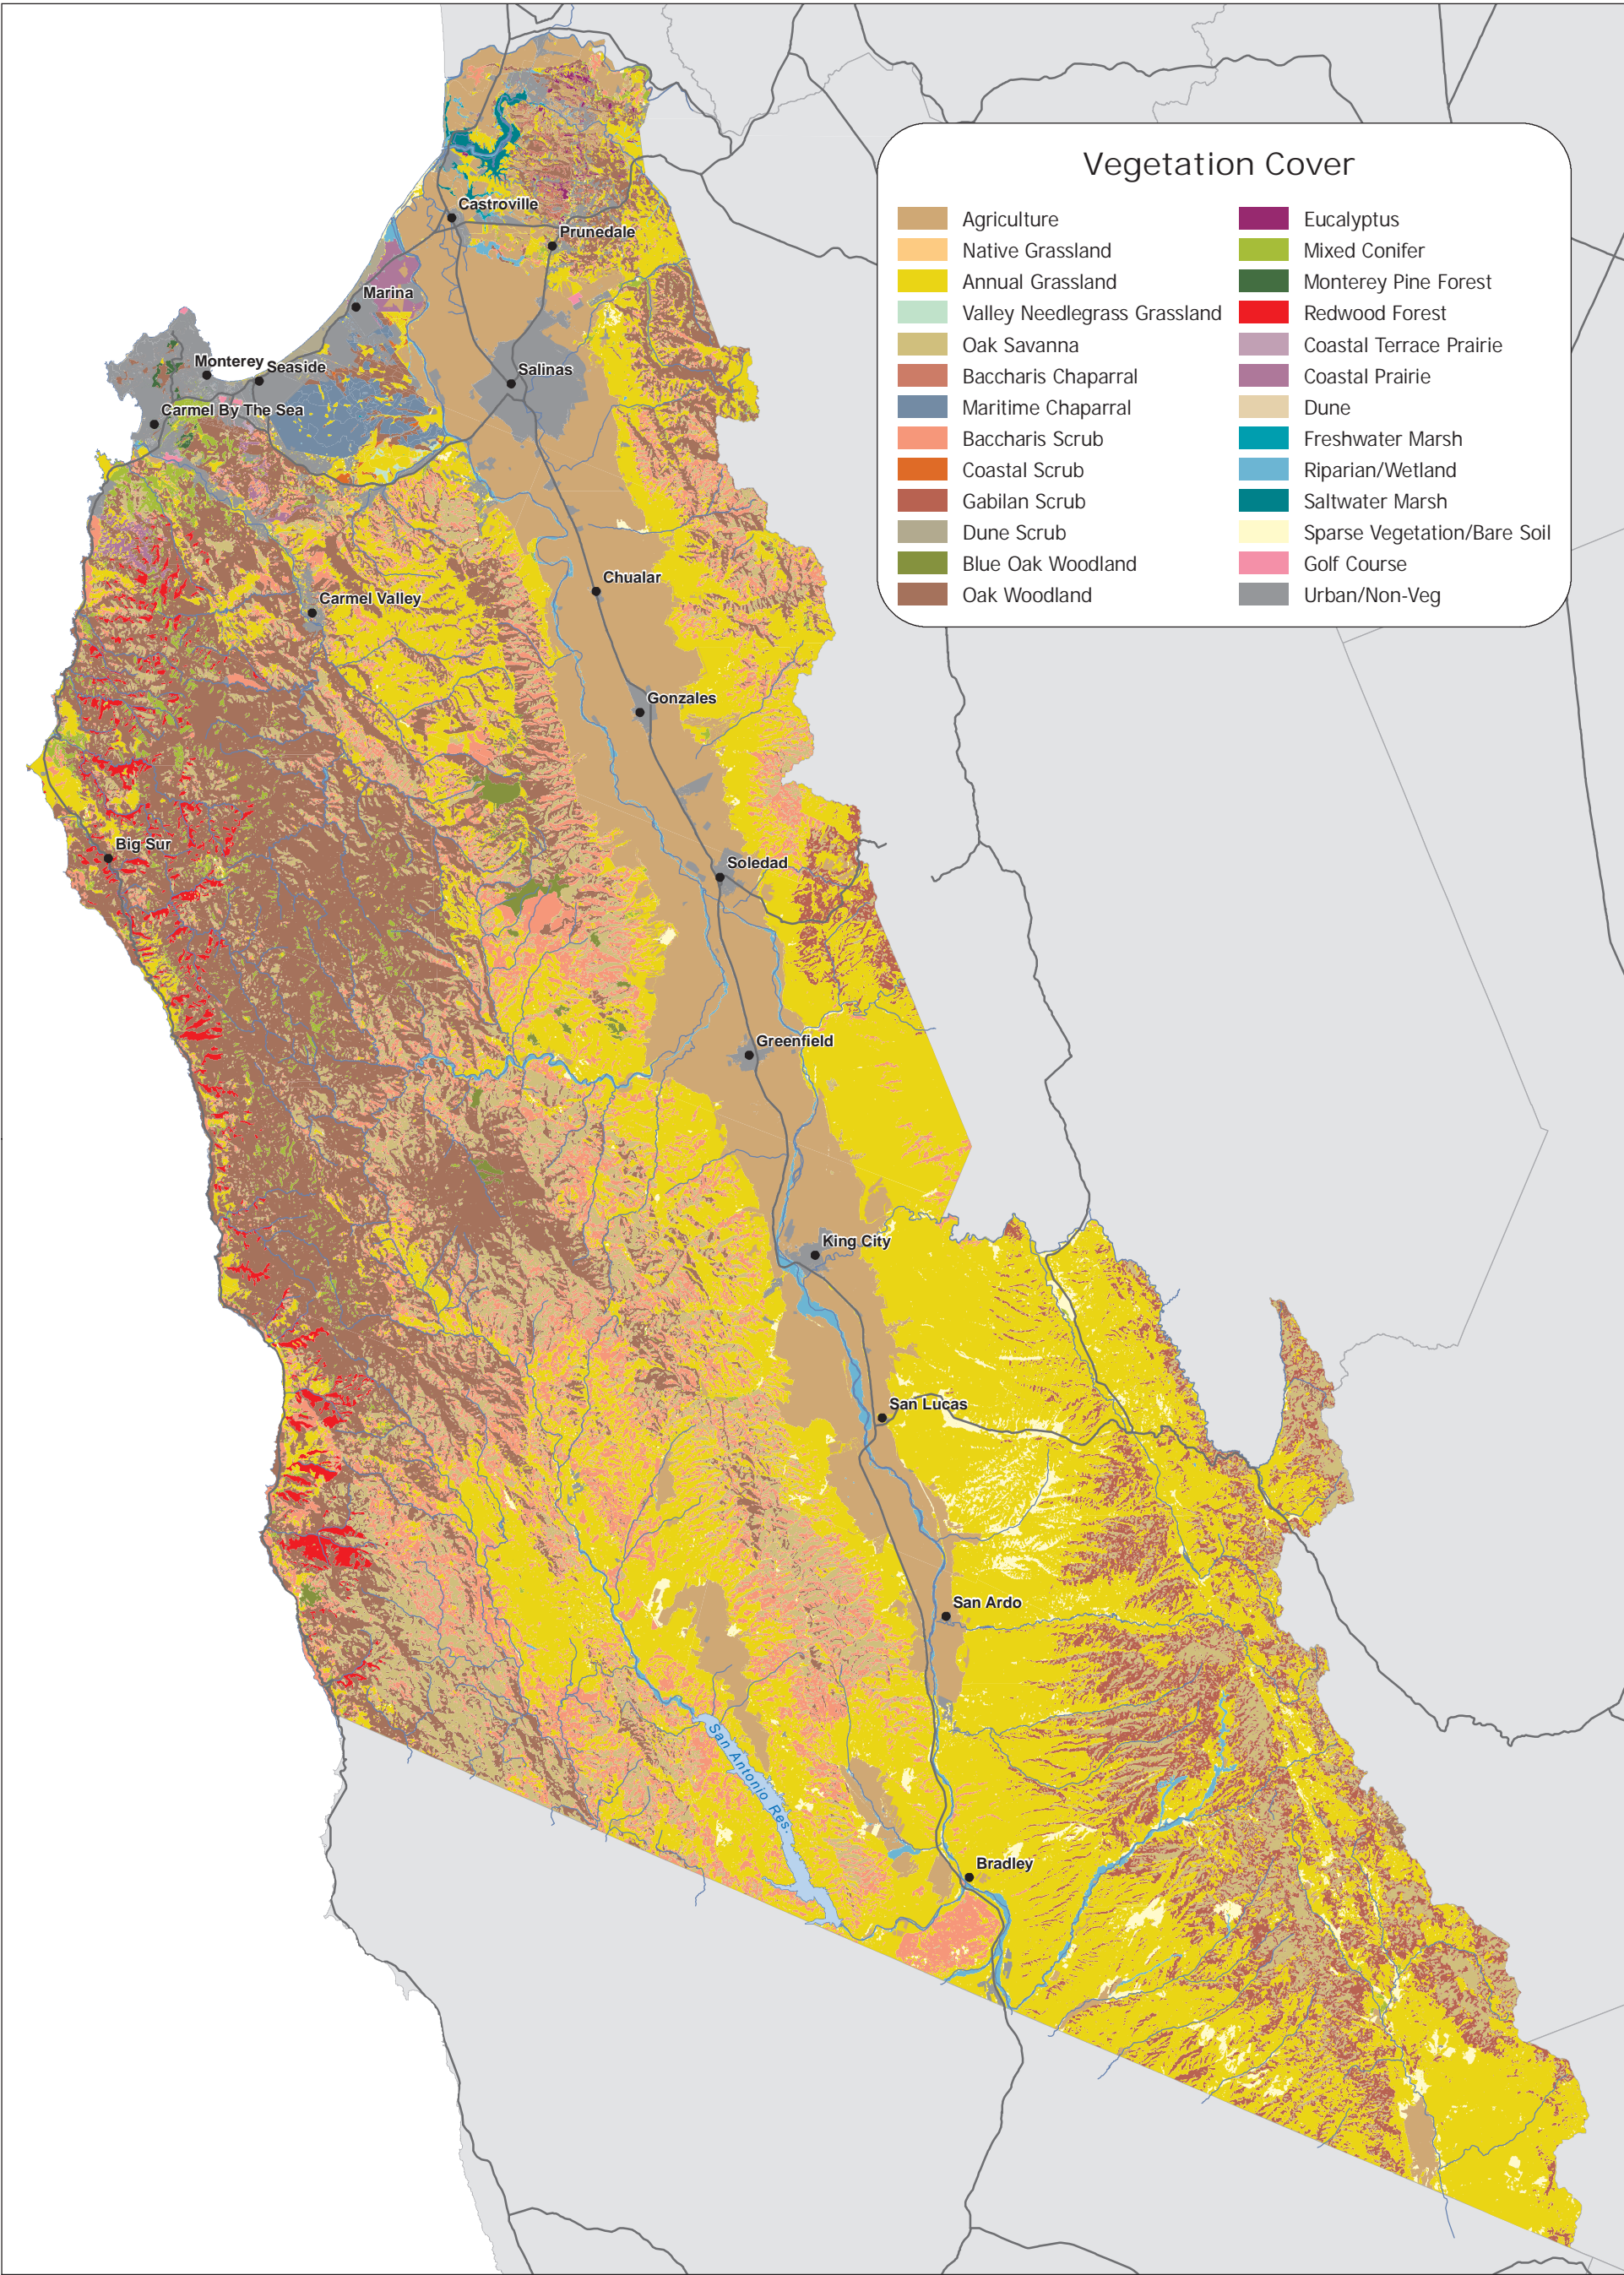 Vegetation Cover
Agriculture
Native Grassland
Annual Grassland
Valley Needlegrass Grassland
Oak Savanna
Baccharis Chaparral
Maritime Chaparral
Baccharis Scrub
Coastal Scrub
Gabilan Scrub
Dune Scrub
Blue Oak Woodland
Oak Woodland
Eucalyptus
Mixed Conifer
Monterey Pine Forest
Redwood Forest
Coastal Terrace Prairie
Coastal Prairie
Dune
Freshwater Marsh
Riparian/Wetland
Saltwater Marsh
Sparse Vegetation/Bare Soil
Golf Course
Urban/Non-Veg
Castroville
Prunedale
Marina
Monterey
Seaside
Salinas
Carmel By The Sea
Chualar
Carmel Valley
Gonzales
Big Sur
Soledad
Greenfield
King City
San Lucas
San Ardo
San Antonio Res.
Bradley